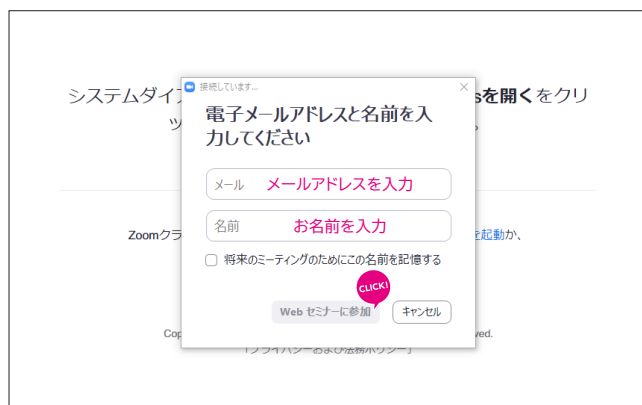 接続しています...
システムダイ
sを開くをクリ
ッ
電子メールアドレスと名前を入
力してください
メール メールアドレスを入力
名前 お名前を入力
Zoomクラ
を起動か、
将来のミーティングのためにこの名前を記憶する
CLICK!
Web セミナーに参加 キャンセル
Cop
ved.
「プライバシーおよび法務ポリシー」